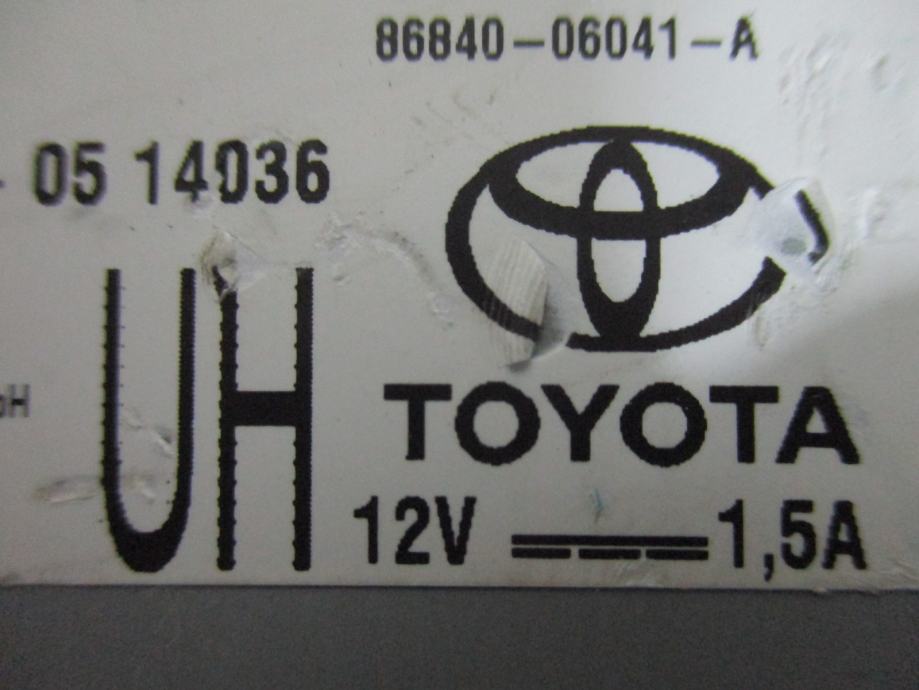 86840-06041-A
05 14036
UH
TOYOTA
12V 1,5A